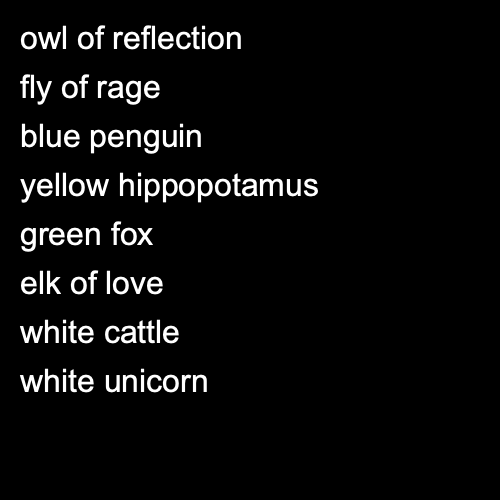 owl of reflection
fly of rage
blue penguin
yellow hippopotamus
green fox
elk of love
white cattle
white unicorn